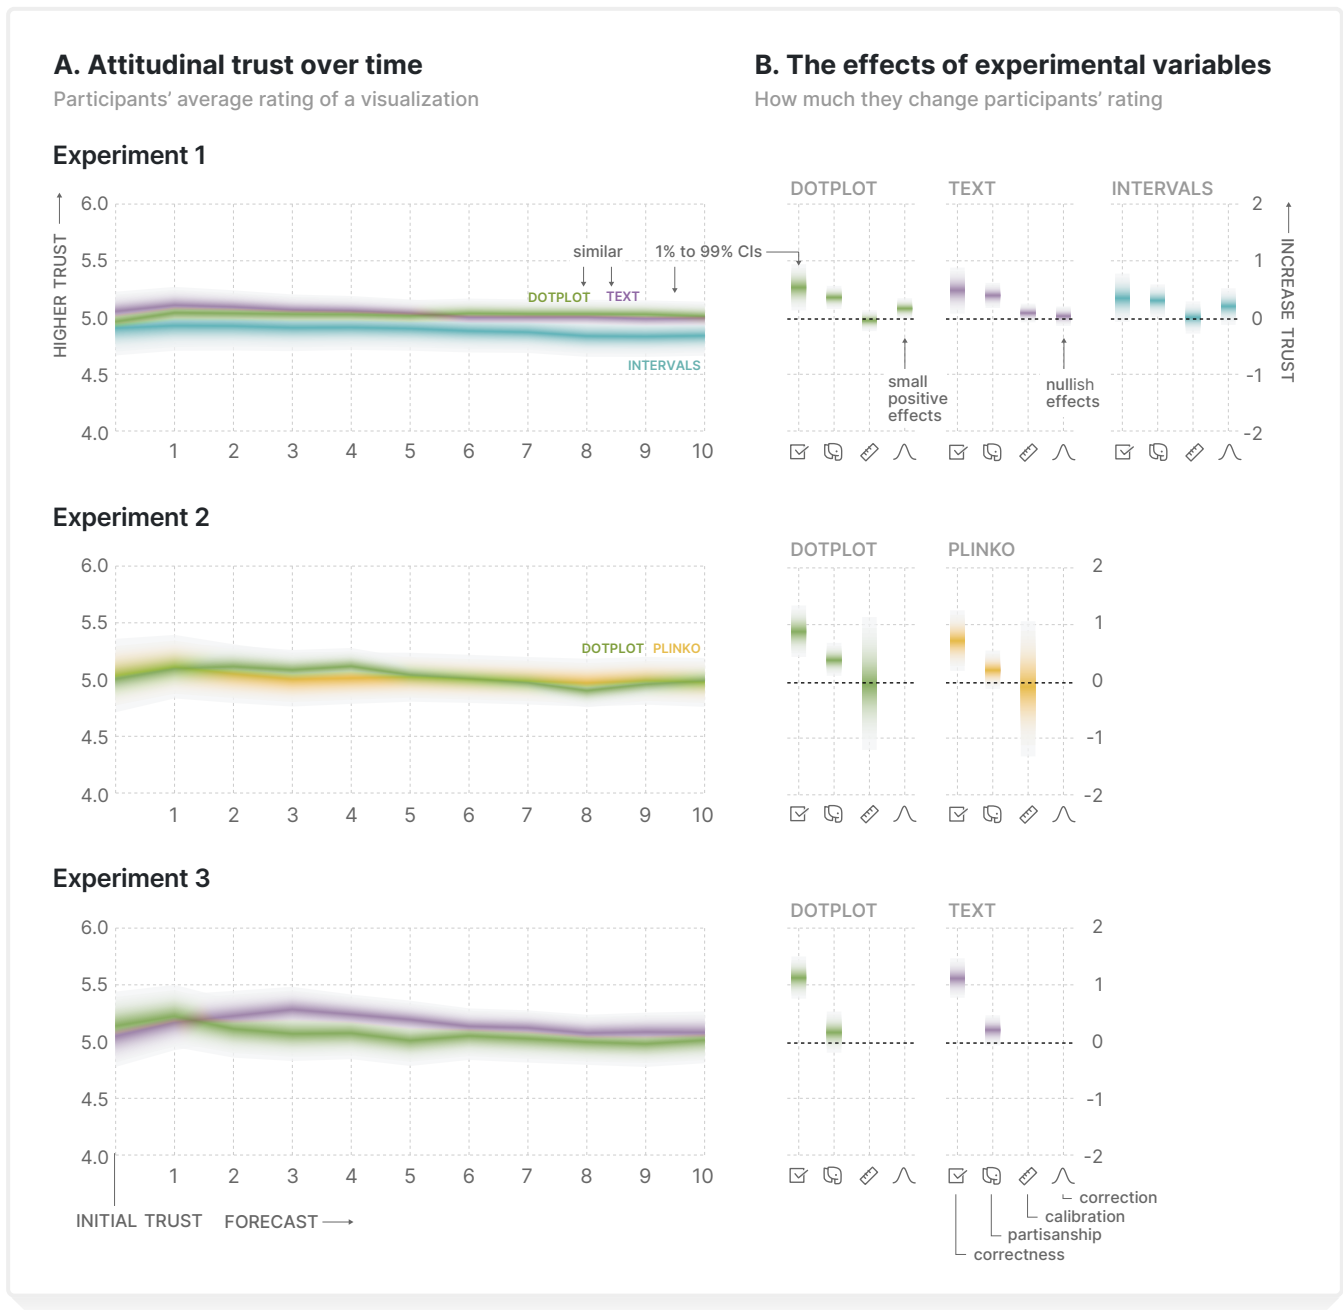 A. Attitudinal trust over time
Participants’ average rating of a visualization
B. The effects of experimental variables
How much they change participants’ rating
Experiment 1
HIGHER TRUST
6.0
5.5
5.0
4.5
4.0
similar
1% to 99% CIs
DOTPLOT
TEXT
INTERVALS
1 2 3 4 5 6 7 8 9 10
DOTPLOT
TEXT
INTERVALS
small
positive
effects
nullish
effects
2
1
0
-1
-2
INCREASE TRUST
Experiment 2
6.0
5.5
5.0
4.5
4.0
DOTPLOT PLINKO
1 2 3 4 5 6 7 8 9 10
DOTPLOT
PLINKO
2
1
0
-1
-2
Experiment 3
6.0
5.5
5.0
4.5
4.0
1 2 3 4 5 6 7 8 9 10
INITIAL TRUST
FORECAST
DOTPLOT
TEXT
2
1
0
-1
-2
correction
calibration
partisanship
correctness